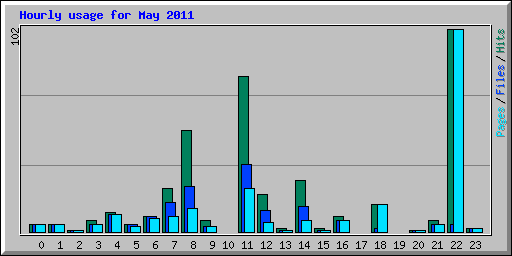 Hourly usage for May 2011
102
Pages/Files/Hits
0 1 2 3 4 5 6 7 8 9 10 11 12 13 14 15 16 17 18 19 20 21 22 23